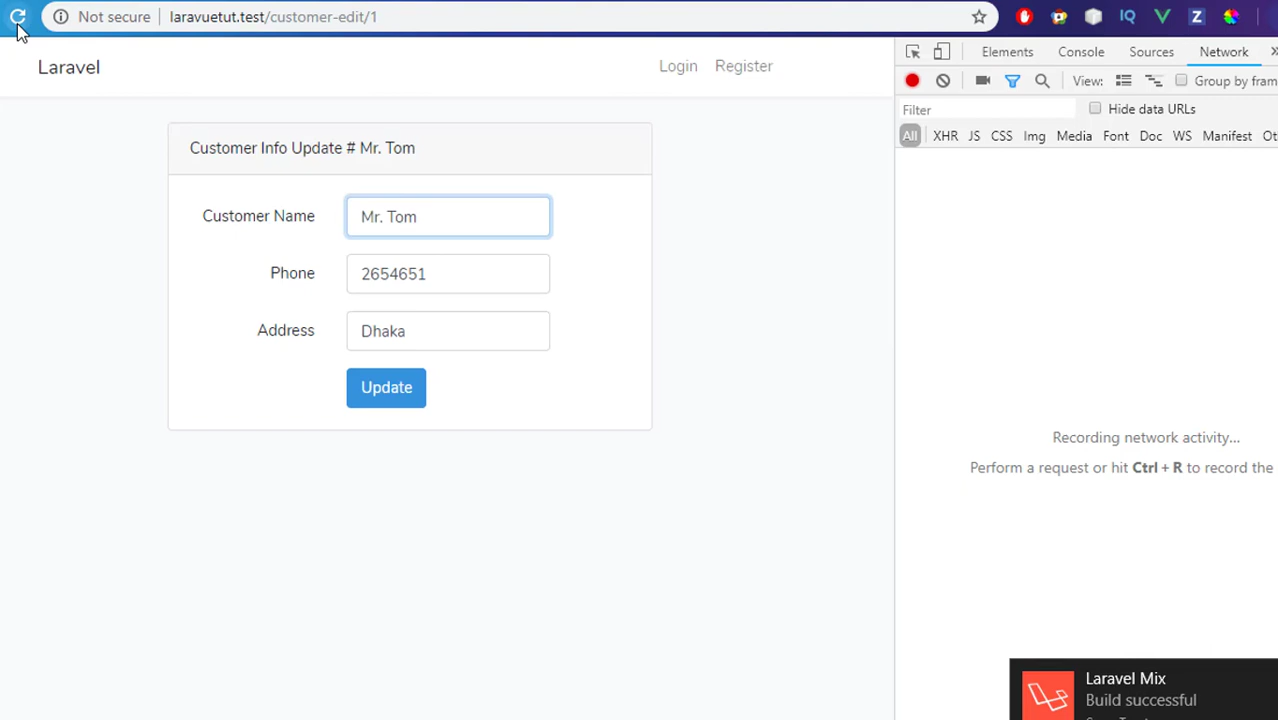 Not secure laravuetut.test/customer-edit/1
IQ V Z
Elements Console Sources Network
Laravel Login Register
View: Group by fram
Filter Hide data URLs
All XHR JS CSS Img Media Font Doc WS Manifest Ot
Customer Info Update # Mr. Tom
Customer Name Mr. Tom
Phone 2654651
Address Dhaka
Update
Recording network activity...
Perform a request or hit Ctrl + R to record the
Laravel Mix
Build successful